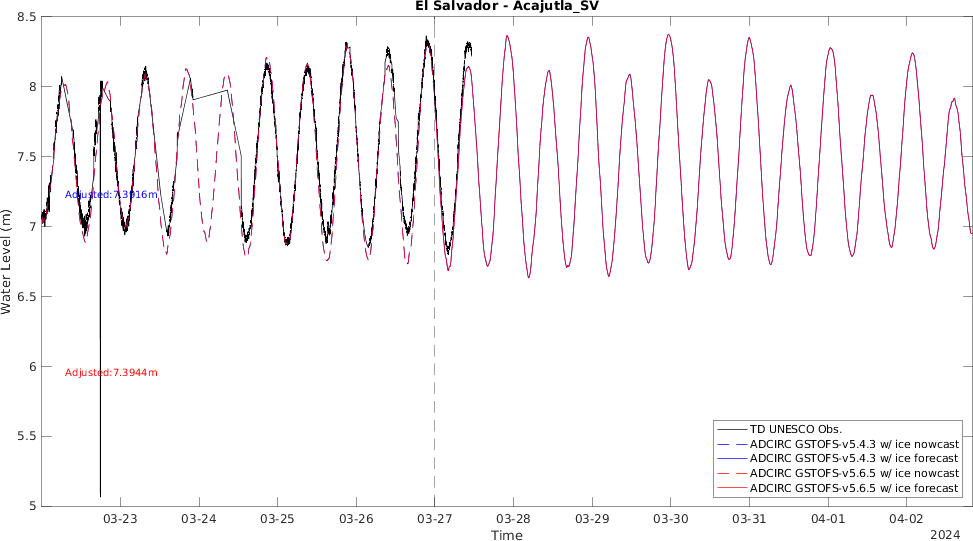 El Salvador - Acajutla_SV
8.5
8
7.5
7
6.5
6
5.5
5
Water Level (m)
Adjusted:7.3916m
Adjusted:7.3944m
TD UNESCO Obs.
ADCIRC GSTOFS-v5.4.3 w/ ice nowcast
ADCIRC GSTOFS-v5.4.3 w/ ice forecast
ADCIRC GSTOFS-v5.6.5 w/ ice nowcast
ADCIRC GSTOFS-v5.6.5 w/ ice forecast
03-23 03-24 03-25 03-26 03-27 03-28 03-29 03-30 03-31 04-01 04-02
Time
2024